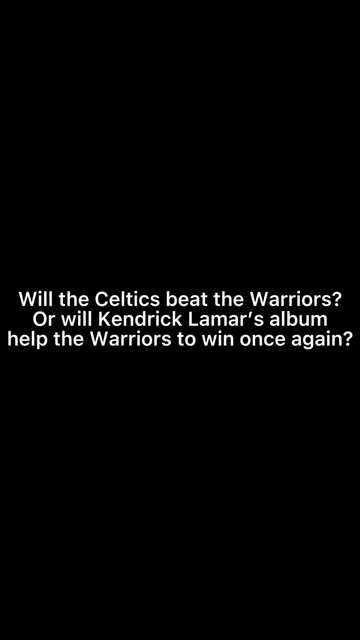 Will the Celtics beat the Warriors?
Or will Kendrick Lamar’s album
help the Warriors to win once again?